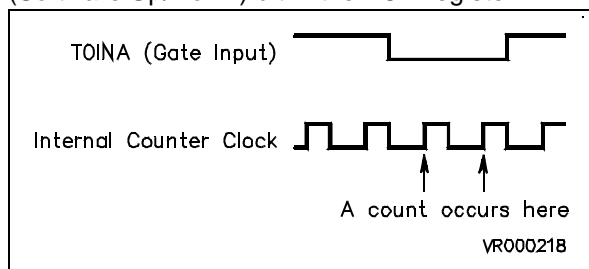 TOINA (Gate Input)
Internal Counter Clock
A count occurs here
VR000218